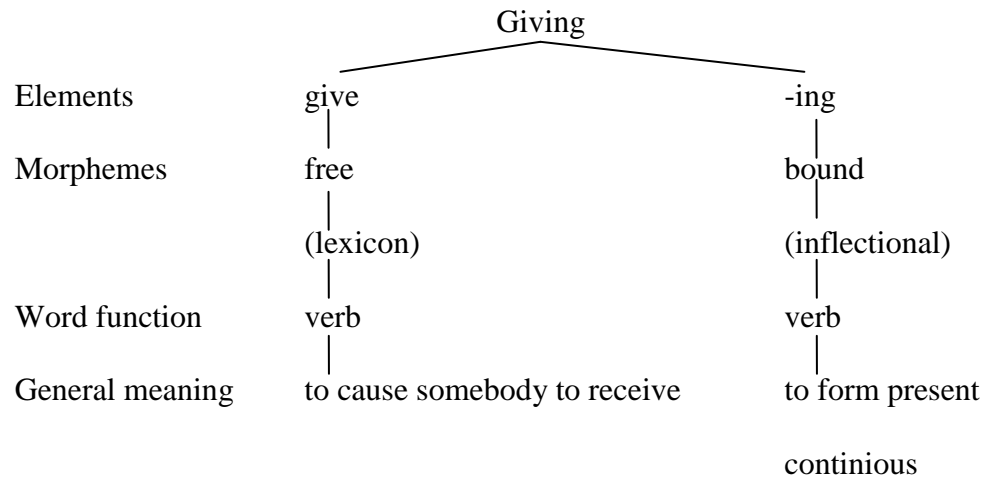 Giving
Elements give -ing
Morphemes free bound
(lexicon) (inflectional)
Word function verb verb
General meaning to cause somebody to receive to form present
continious